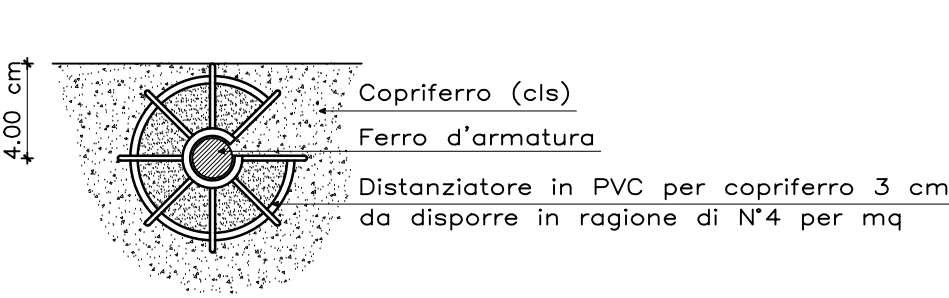 4.00 cm
Copriferro (cls)
Ferro d'armatura
Distanziatore in PVC per copriferro 3 cm
da disporre in ragione di N°4 per mq